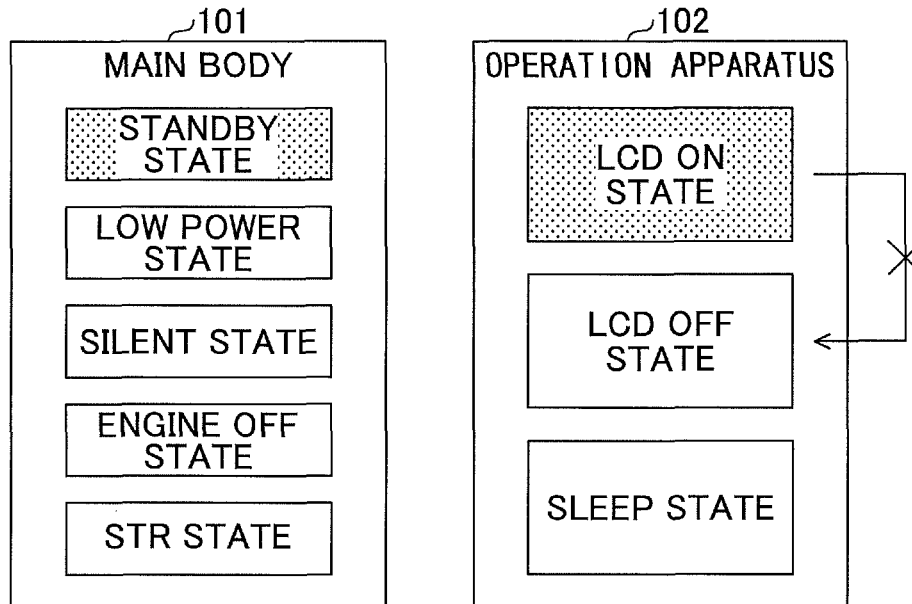 101
MAIN BODY
STANDBY
STATE
LOW POWER
STATE
SILENT STATE
ENGINE OFF
STATE
STR STATE
102
OPERATION APPARATUS
LCD ON
STATE
LCD OFF
STATE
SLEEP STATE